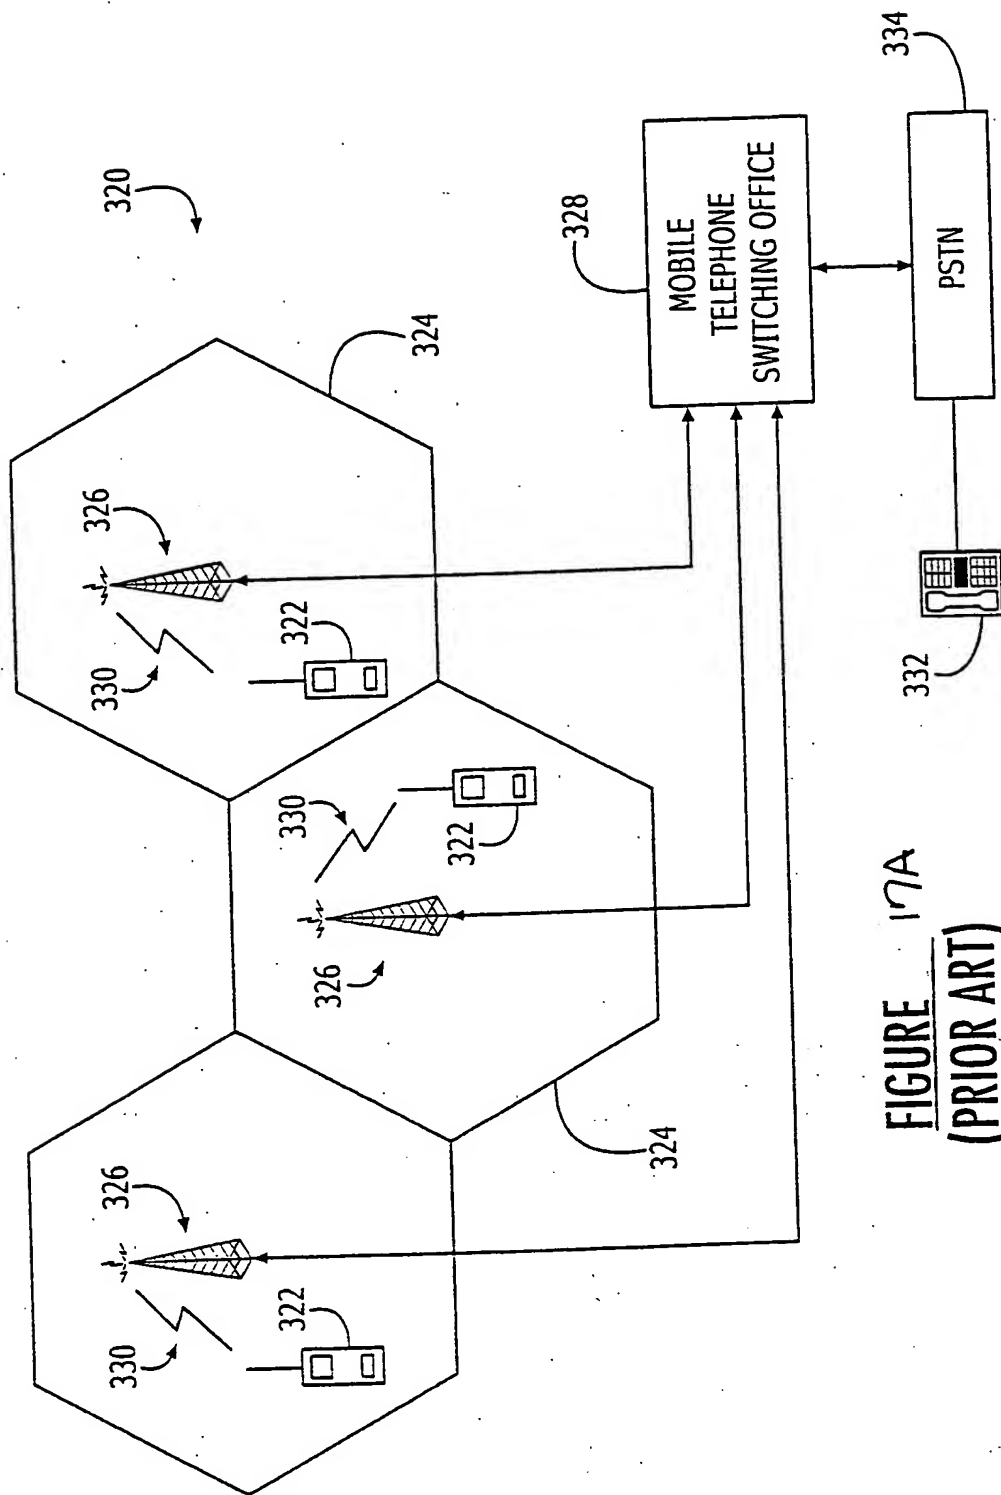 320
326
330
322
324
326
330
322
326
330
322
324
328
MOBILE
TELEPHONE
SWITCHING OFFICE
332
PSTN
334
FIGURE 17A
(PRIOR ART)